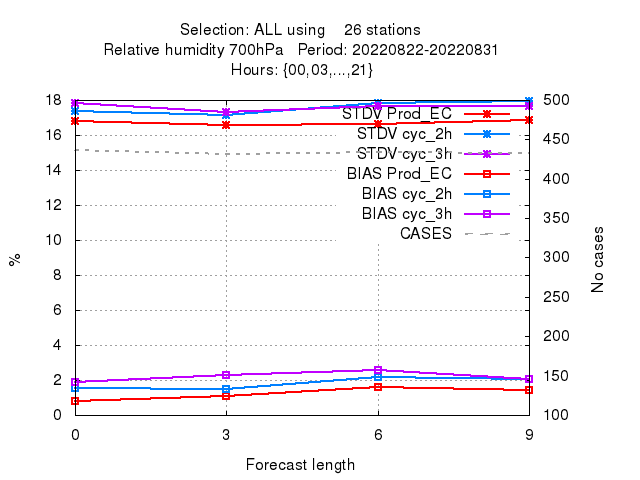 Selection: ALL using    26 stations
Relative humidity 700hPa   Period: 20220822-20220831
Hours: {00,03,...,21}
18
16
14
12
10
8
6
4
2
0
%
500
450
400
350
300
250
200
150
100
No cases
STDV Prod_EC
STDV cyc_2h
STDV cyc_3h
BIAS Prod_EC
BIAS cyc_2h
BIAS cyc_3h
CASES
0 3 6 9
Forecast length